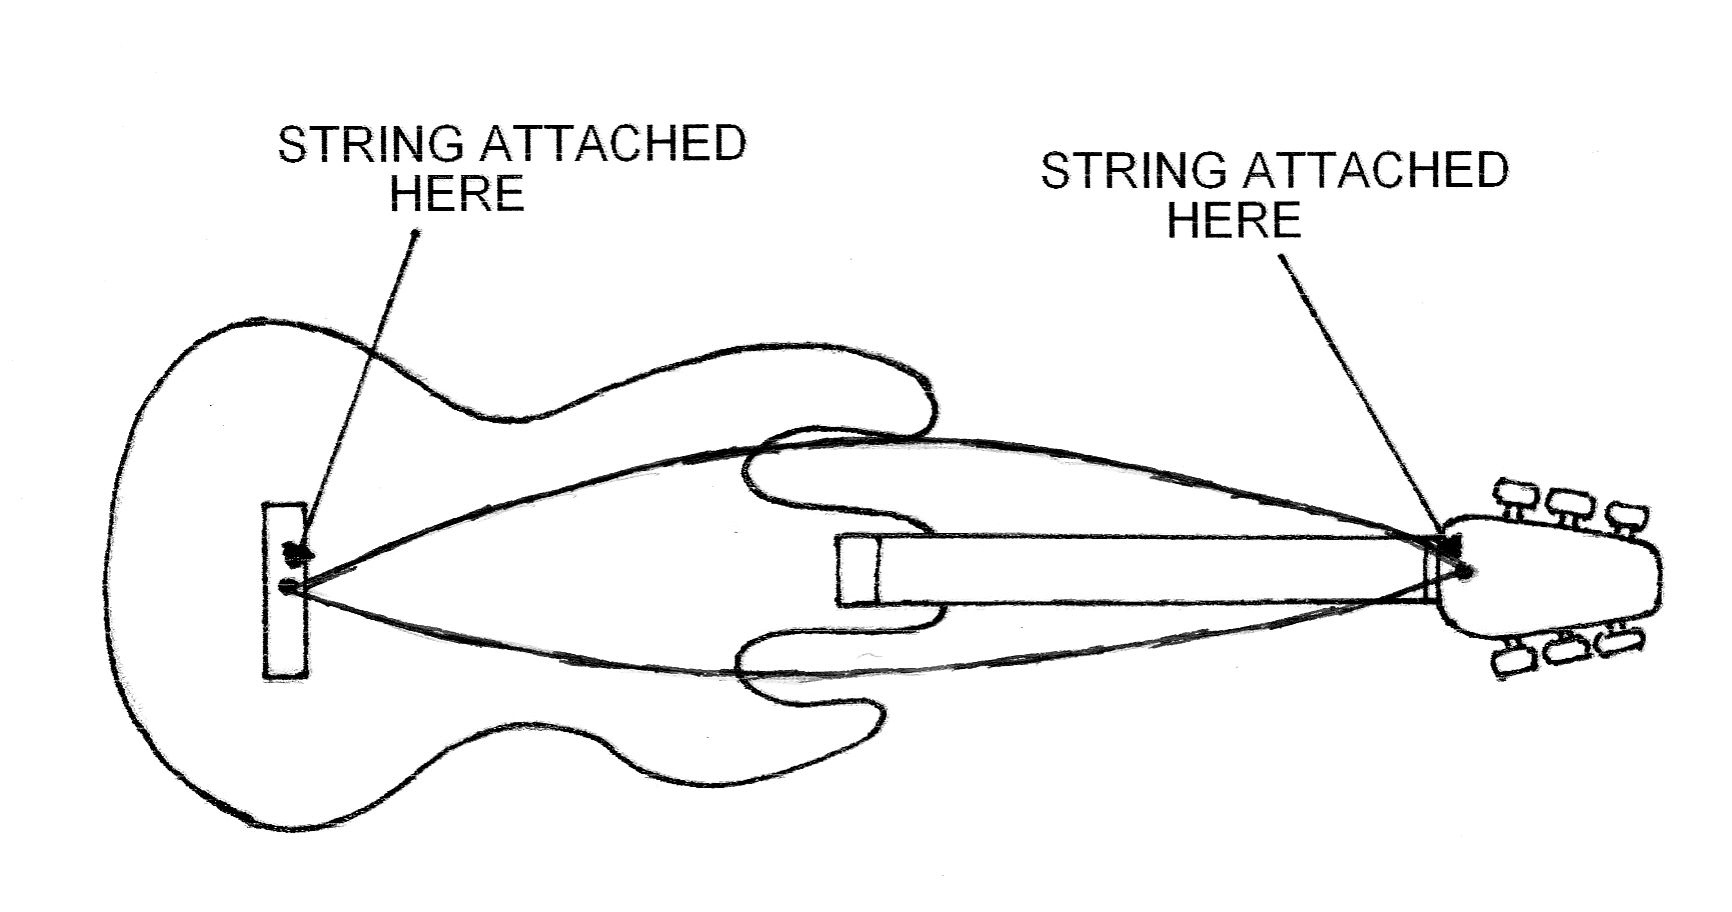 STRING ATTACHED
HERE
STRING ATTACHED
HERE